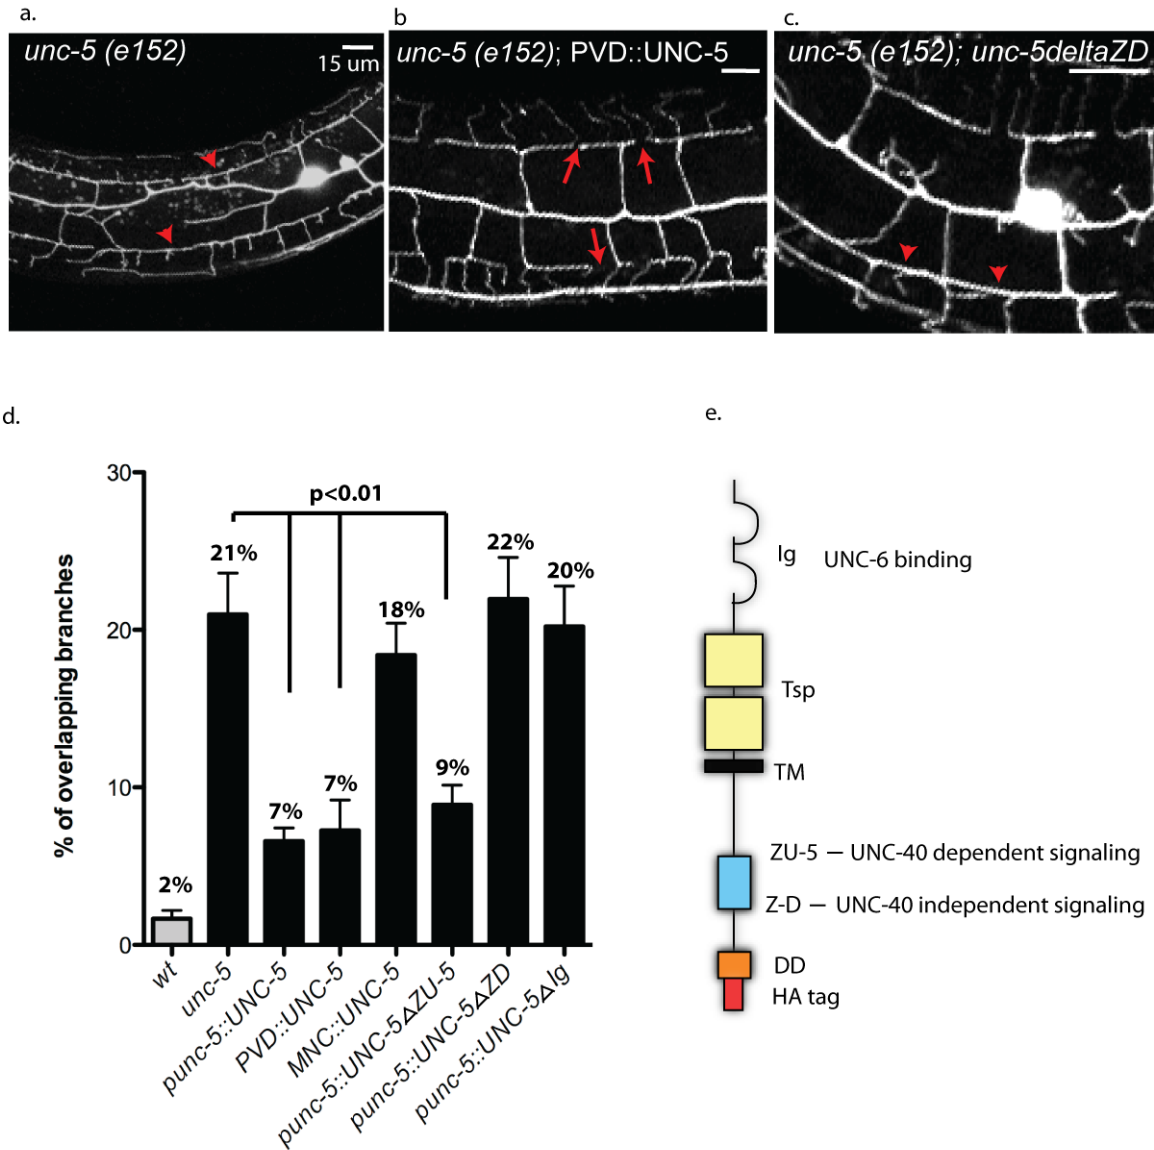 a.
b
c.
unc-5 (e152)
15 um
unc-5 (e152); PVD::UNC-5
unc-5 (e152); unc-5deltaZD
d.
e.
30
20
10
0
% of overlapping branches
p<0.01
2%
21%
7%
7%
18%
9%
22%
20%
wt
unc-5
punc-5::UNC-5
PVD::UNC-5
MNC::UNC-5
punc-5::UNC-5ΔZU-5
punc-5::UNC-5ΔZD
punc-5::UNC-5ΔIg
Ig UNC-6 binding
Tsp
TM
ZU-5 — UNC-40 dependent signaling
Z-D — UNC-40 independent signaling
DD
HA tag